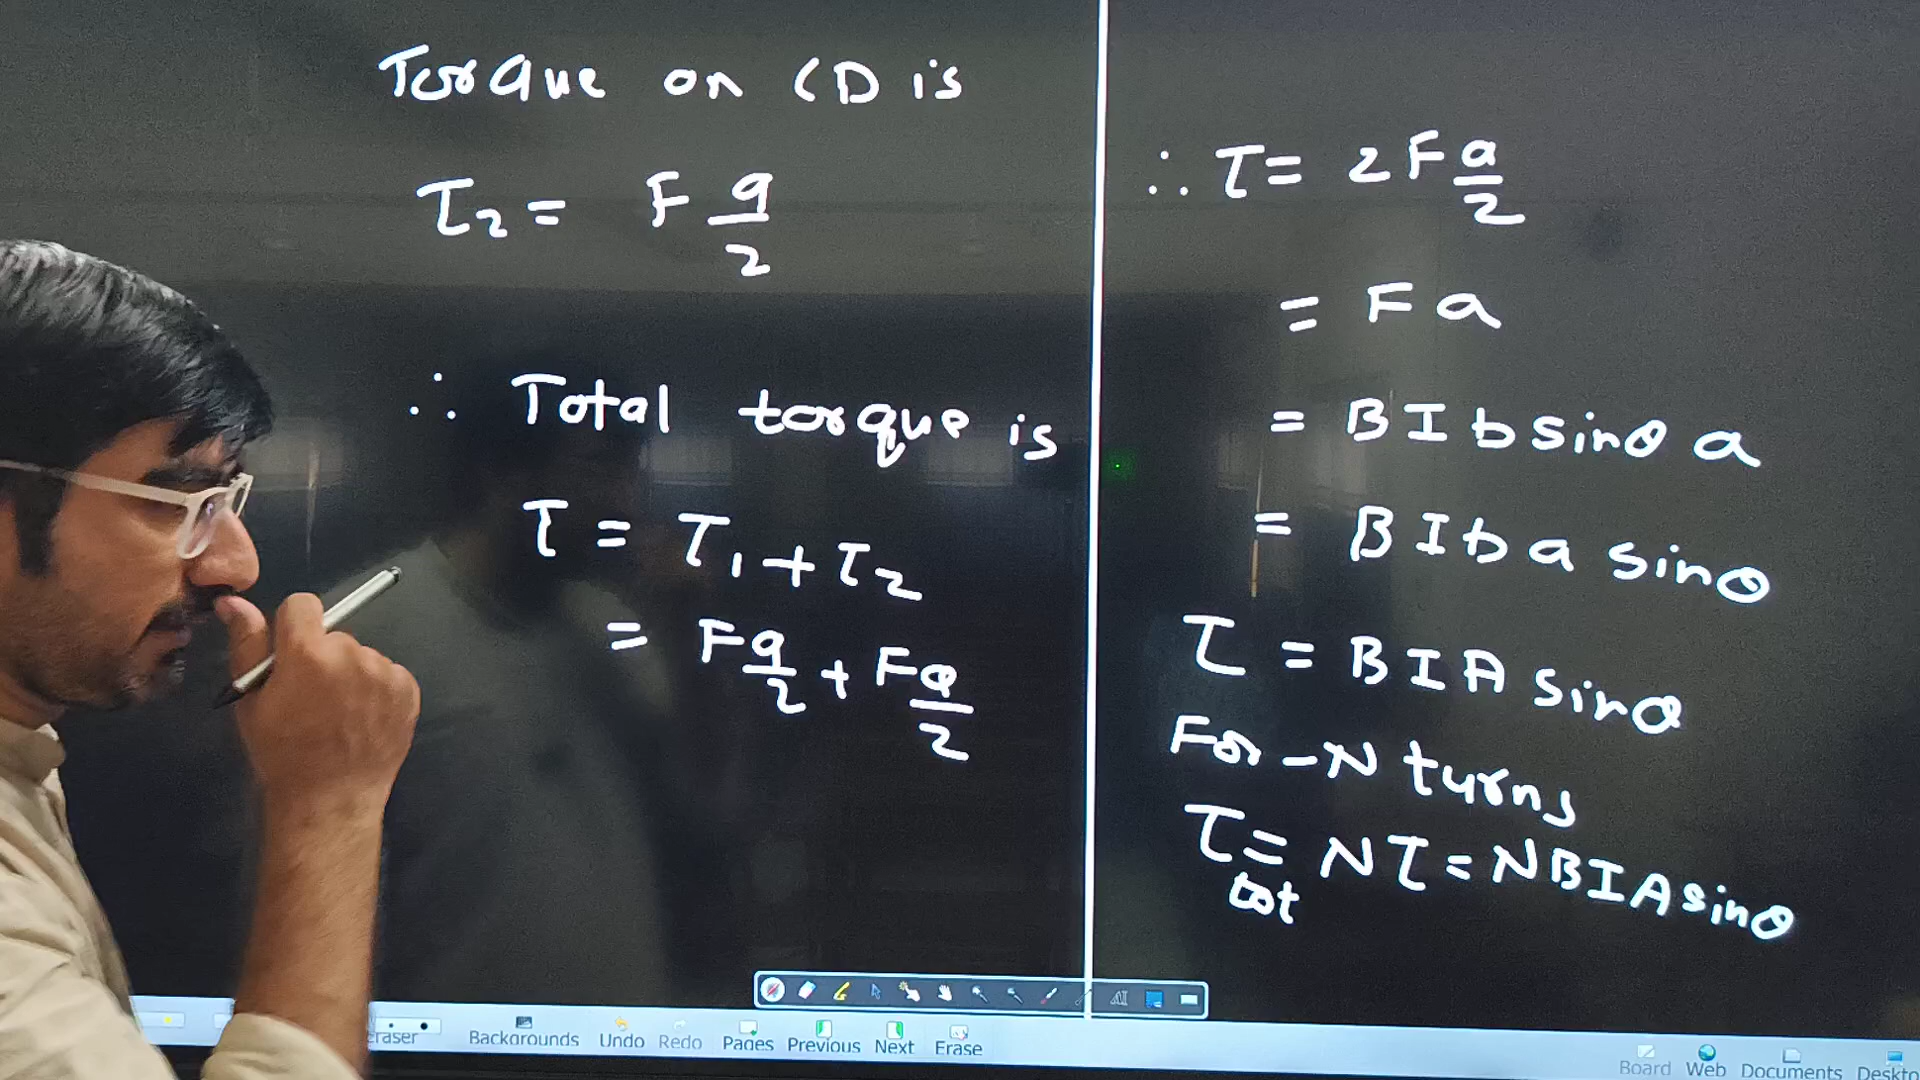 Torque on CD is
τ₂ = F a/2
∴ Total torque is
τ = τ₁ + τ₂
= F a/2 + F a/2
∴ τ = 2F a/2
= Fa
= BIb sinθ a
= BIba sinθ
τ = BIA sinθ
For -N turns
τtot = Nτ = NBIA sinθ
AI
Eraser Backgrounds Undo Redo Pages Previous Next Erase
Board Web Documents Deskto